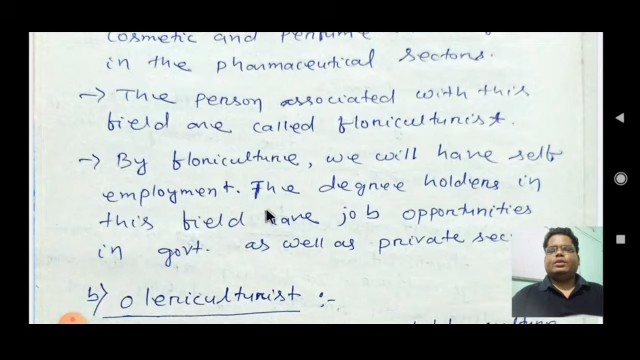 cosmetic and perfume
in the pharmaceutical sectors.
→ The person associated with this
field are called floriculturist.
→ By floriculture, we will have self
employment. The degree holders in
this field have job opportunities
in govt. as well as private sec
b) olericulturist :-